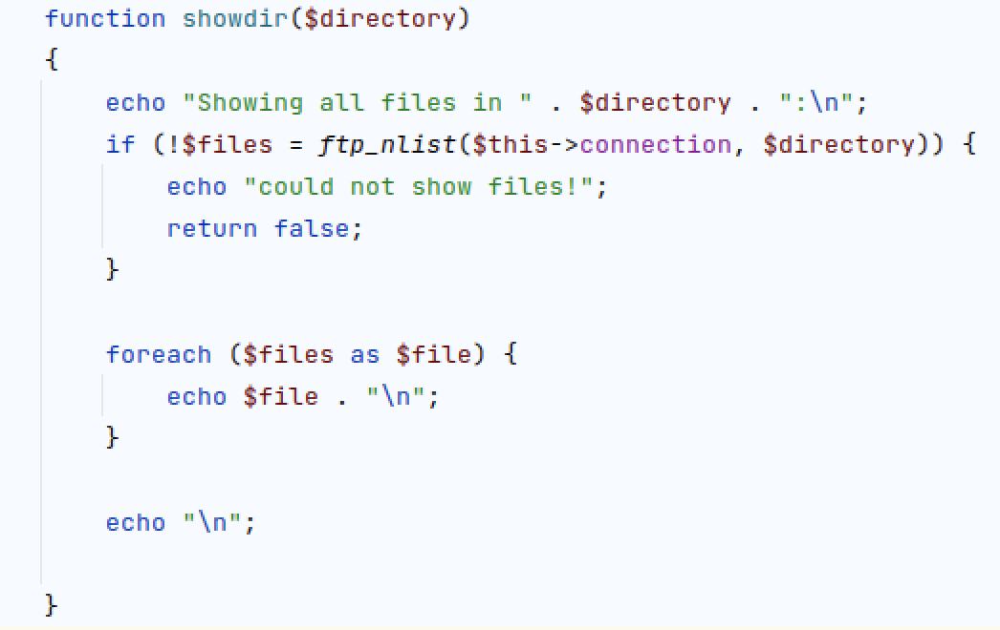 function showdir($directory)
{
    echo "Showing all files in " . $directory . ":\n";
    if (!$files = ftp_nlist($this->connection, $directory)) {
        echo "could not show files!";
        return false;
    }

    foreach ($files as $file) {
        echo $file . "\n";
    }

    echo "\n";

}